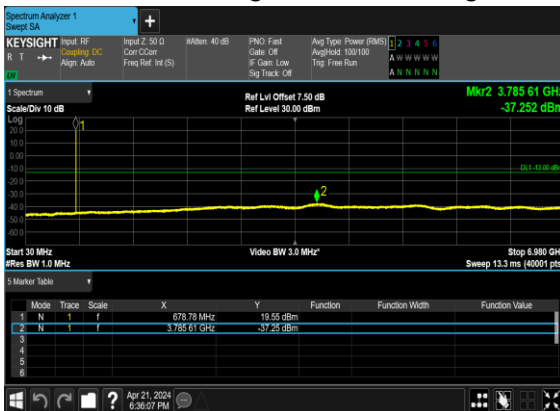 Spectrum Analyzer 1
Swept SA
KEYSIGHT Input: RF Input Z: 50 Ω #Atten: 40 dB PNO: Fast Avg Type: Power (RMS) 1 2 3 4 5 6
R T Coupling: DC Corr CCorr Gate: Off Avg|Hold: 100/100 A W W W W W
Align: Auto Freq Ref: Int (S) IF Gain: Low Trig: Free Run
LV Sig Track: Off A N N N N N
1 Spectrum Ref Lvl Offset 7.50 dB Mkr2 3.785 61 GHz
Scale/Div 10 dB Ref Level 30.00 dBm -37.252 dBm
Log
20.0 1
10.0
0.00
-10.0 DL1 -13.00 dBm
-20.0
-30.0 2
-40.0
-50.0
-60.0
Start 30 MHz Video BW 3.0 MHz* Stop 6.980 GHz
#Res BW 1.0 MHz Sweep 13.3 ms (40001 pts)
5 Marker Table
Mode Trace Scale X Y Function Function Width Function Value
1 N 1 f 678.78 MHz 19.55 dBm
2 N 1 f 3.785 61 GHz -37.25 dBm
3
4
5
6
? Apr 21, 2024
6:36:07 PM